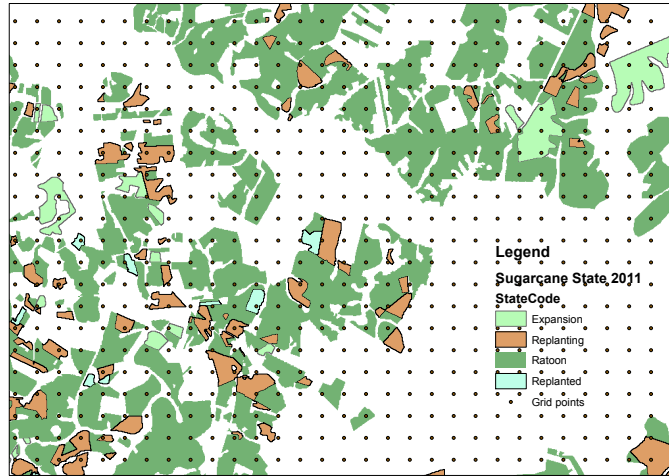 Legend
Sugarcane State 2011
StateCode
Expansion
Replanting
Ratoon
Replanted
Grid points